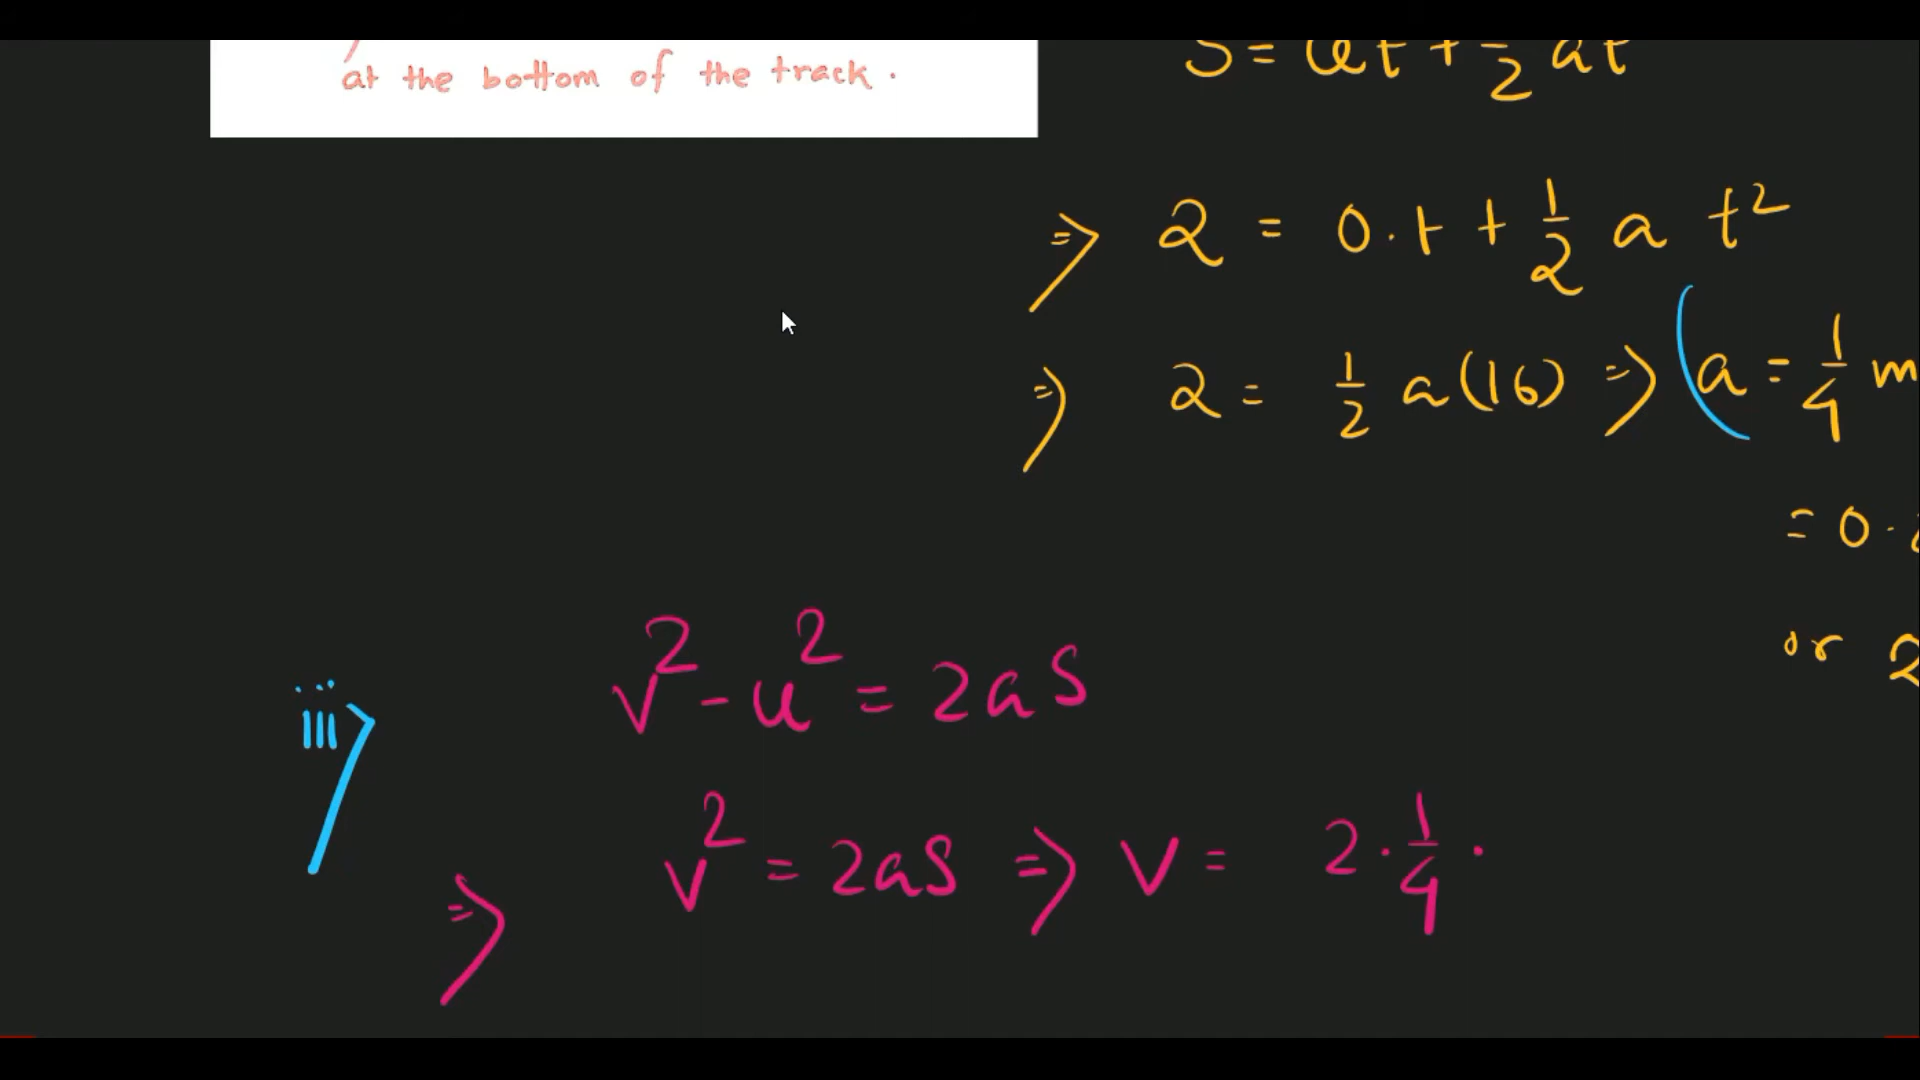 at the bottom of the track.
S = ut + 1/2 at
⇒ 2 = 0.t + 1/2 a t²
⇒ 2 = 1/2 a(16) ⇒ (a = 1/4 m
= 0.
or 2
iii) v² - u² = 2aS
⇒ v² = 2aS ⇒ v = 2 · 1/4 ·